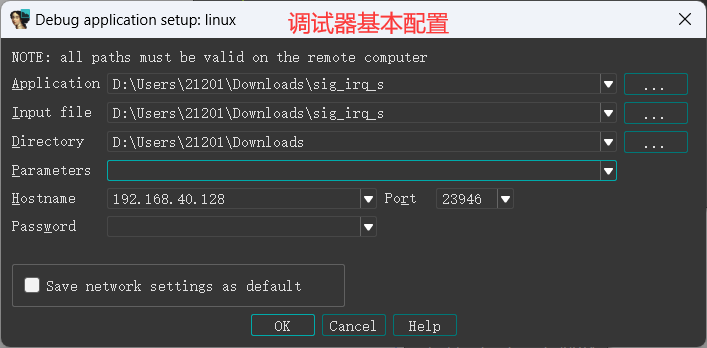 Debug application setup: linux
调试器基本配置
NOTE: all paths must be valid on the remote computer
Application D:\Users\21201\Downloads\sig_irq_s ...
Input file D:\Users\21201\Downloads\sig_irq_s ...
Directory D:\Users\21201\Downloads ...
Parameters
Hostname 192.168.40.128 Port 23946
Password
Save network settings as default
OK Cancel Help